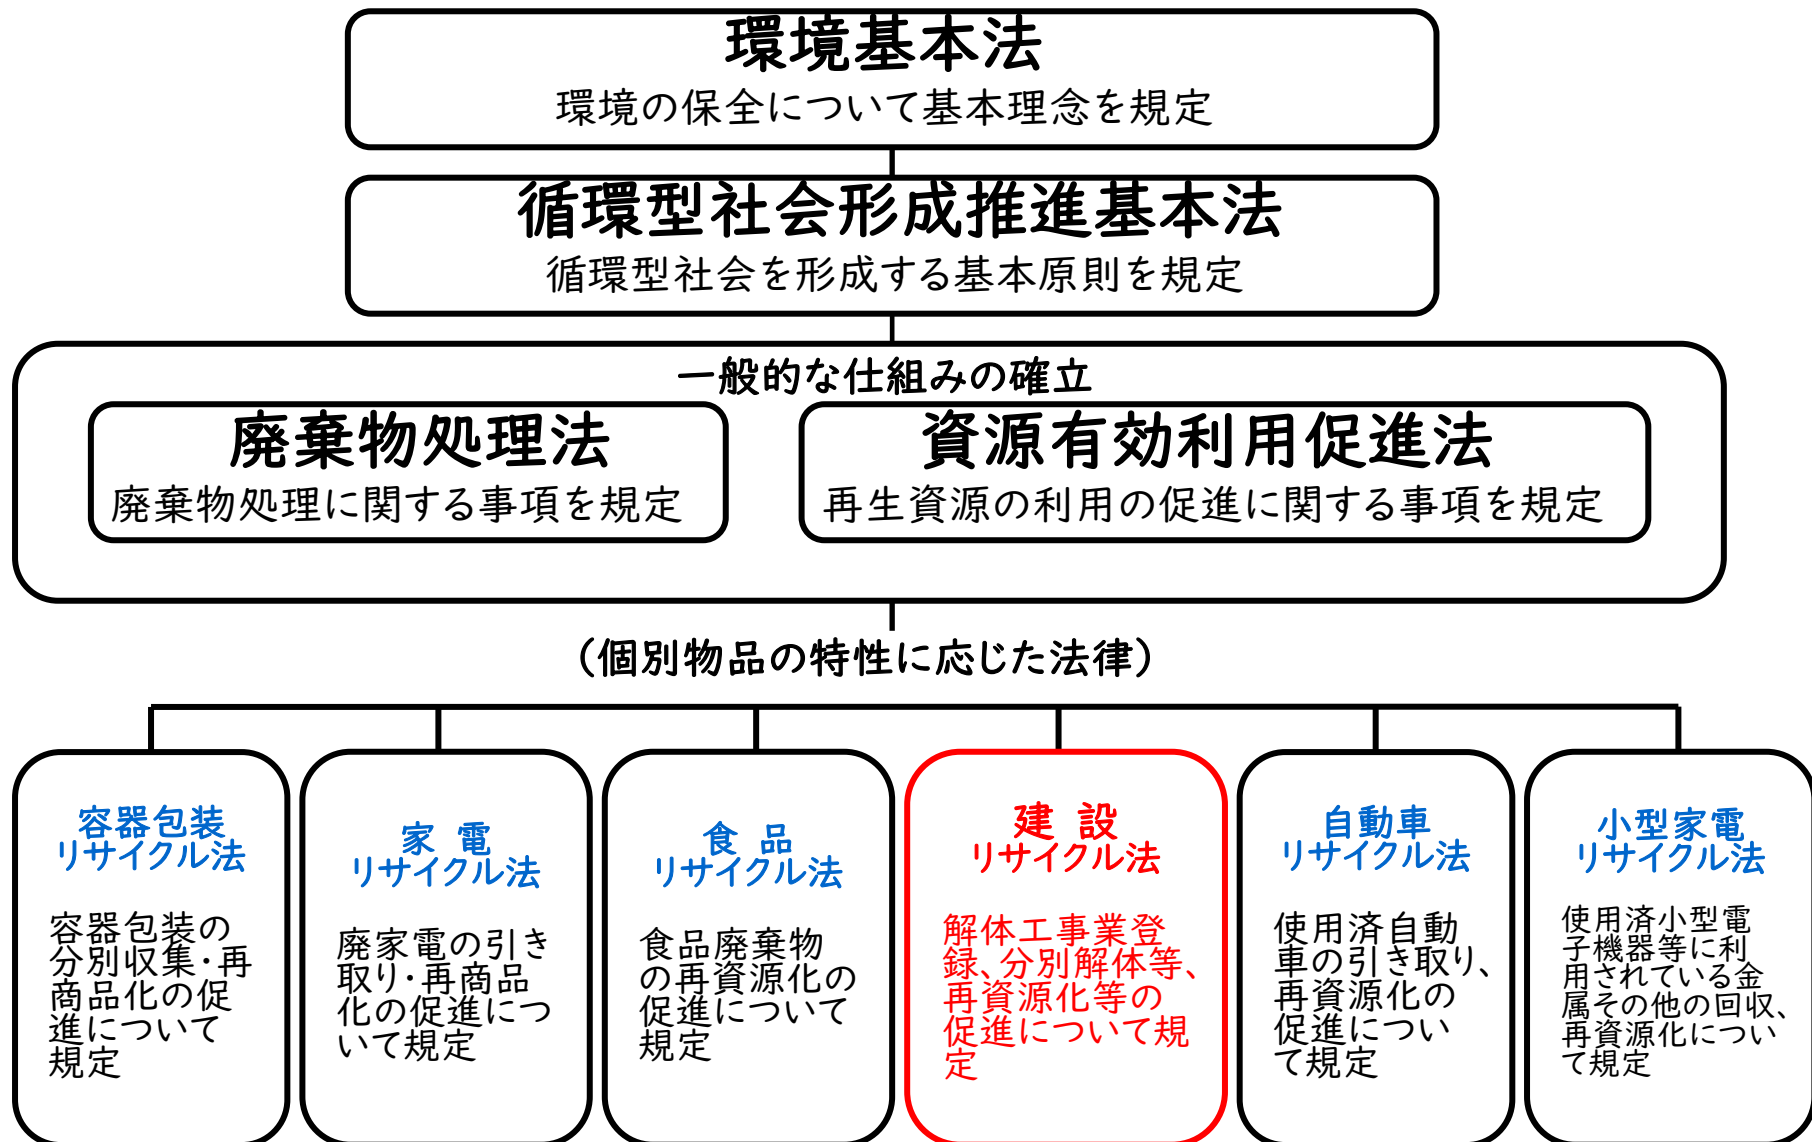 環境基本法
環境の保全について基本理念を規定
循環型社会形成推進基本法
循環型社会を形成する基本原則を規定
一般的な仕組みの確立
廃棄物処理法
廃棄物処理に関する事項を規定
資源有効利用促進法
再生資源の利用の促進に関する事項を規定
（個別物品の特性に応じた法律）
容器包装
リサイクル法
容器包装の
分別収集・再
商品化の促
進について
規定
家 電
リサイクル法
廃家電の引き
取り・再商品
化の促進につ
いて規定
食 品
リサイクル法
食品廃棄物
の再資源化の
促進について
規定
建 設
リサイクル法
解体工事業登
録、分別解体等、
再資源化等の
促進について規
定
自動車
リサイクル法
使用済自動
車の引き取り、
再資源化の
促進につい
て規定
小型家電
リサイクル法
使用済小型電
子機器等に利
用されている金
属その他の回収、
再資源化につい
て規定